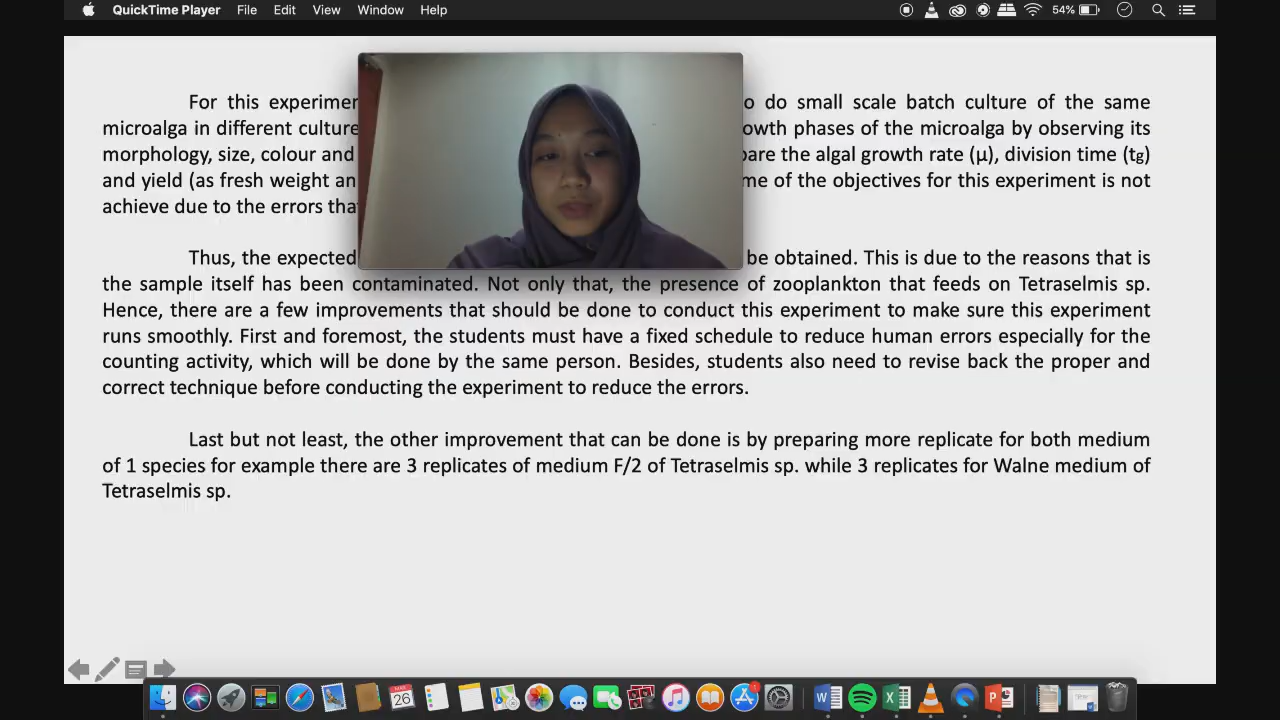 QuickTime Player File Edit View Window Help 54%
For this experimen o do small scale batch culture of the same
microalga in different culture owth phases of the microalga by observing its
morphology, size, colour and pare the algal growth rate (μ), division time (tg)
and yield (as fresh weight an me of the objectives for this experiment is not
achieve due to the errors tha
Thus, the expected be obtained. This is due to the reasons that is
the sample itself has been contaminated. Not only that, the presence of zooplankton that feeds on Tetraselmis sp.
Hence, there are a few improvements that should be done to conduct this experiment to make sure this experiment
runs smoothly. First and foremost, the students must have a fixed schedule to reduce human errors especially for the
counting activity, which will be done by the same person. Besides, students also need to revise back the proper and
correct technique before conducting the experiment to reduce the errors.
Last but not least, the other improvement that can be done is by preparing more replicate for both medium
of 1 species for example there are 3 replicates of medium F/2 of Tetraselmis sp. while 3 replicates for Walne medium of
Tetraselmis sp.
26